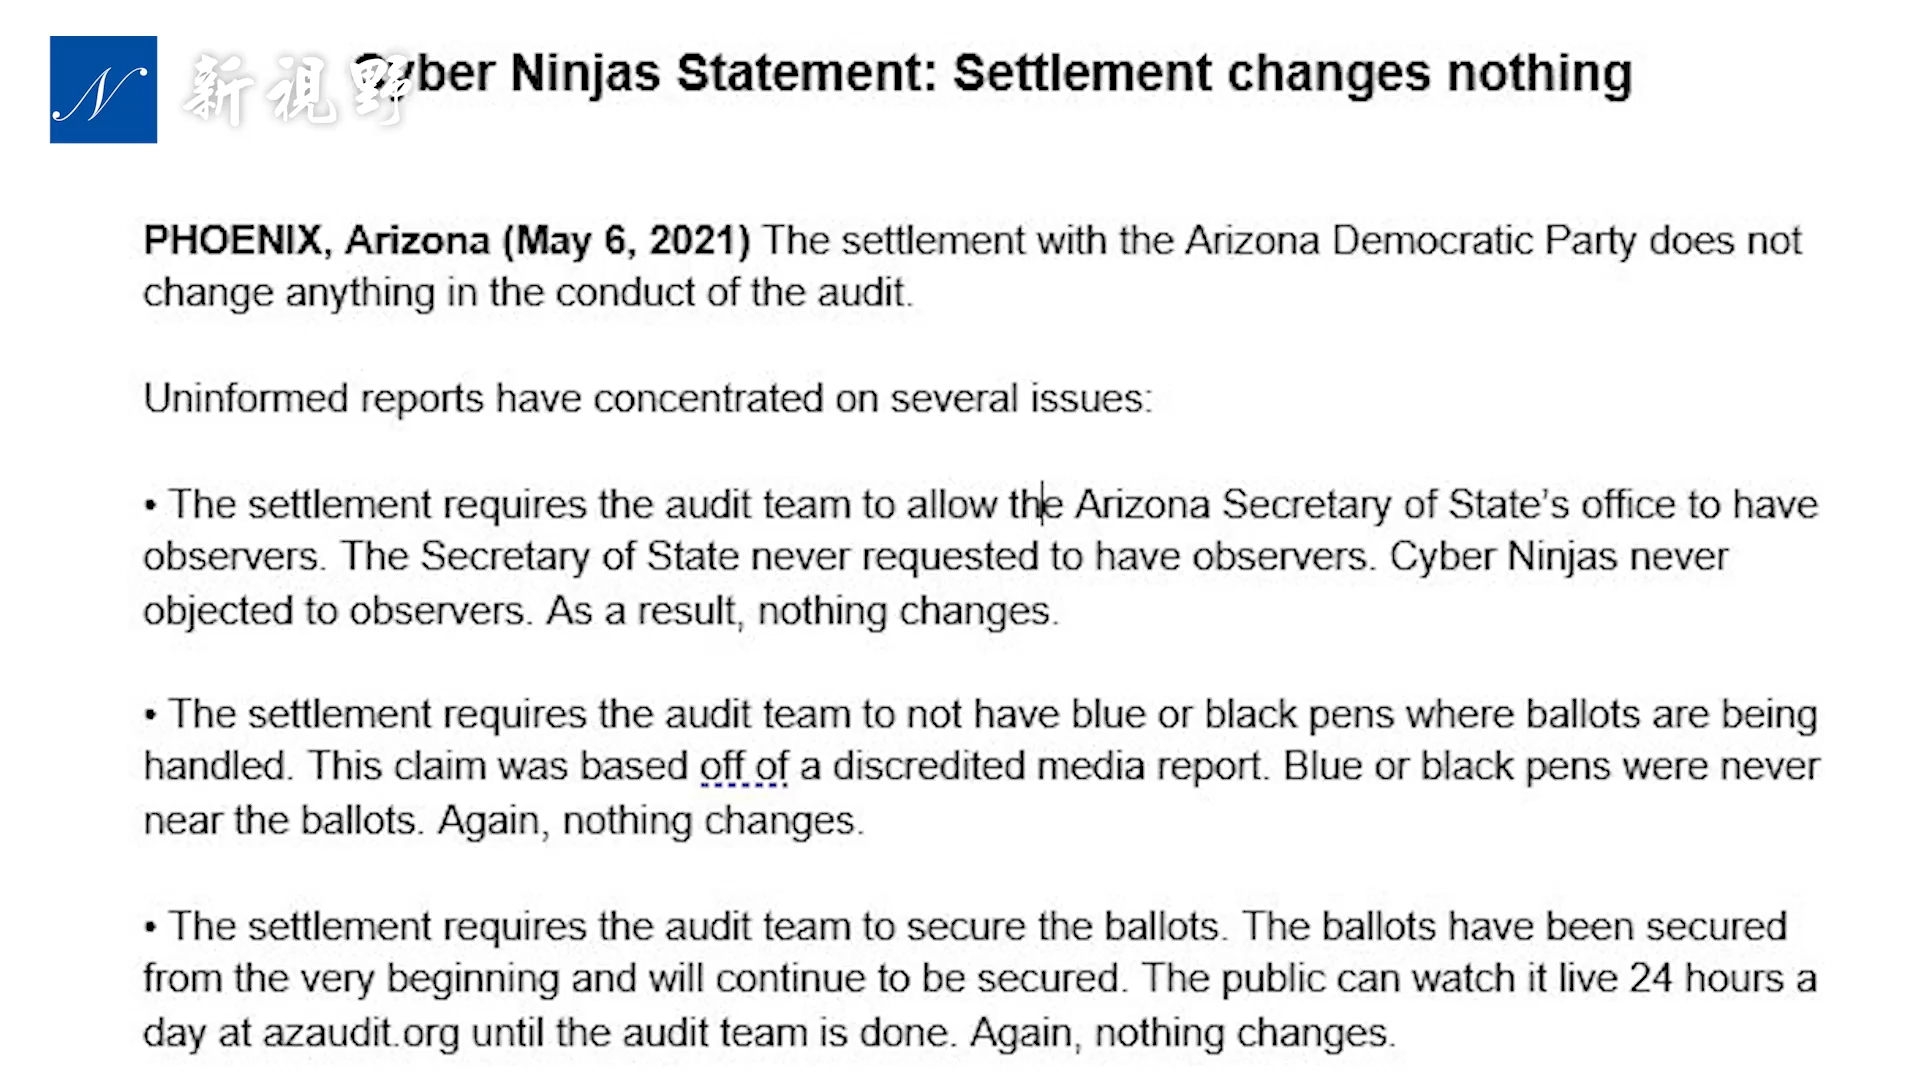 N 新視野
Cyber Ninjas Statement: Settlement changes nothing
PHOENIX, Arizona (May 6, 2021) The settlement with the Arizona Democratic Party does not
change anything in the conduct of the audit.
Uninformed reports have concentrated on several issues:
• The settlement requires the audit team to allow the Arizona Secretary of State’s office to have
observers. The Secretary of State never requested to have observers. Cyber Ninjas never
objected to observers. As a result, nothing changes.
• The settlement requires the audit team to not have blue or black pens where ballots are being
handled. This claim was based off of a discredited media report. Blue or black pens were never
near the ballots. Again, nothing changes.
• The settlement requires the audit team to secure the ballots. The ballots have been secured
from the very beginning and will continue to be secured. The public can watch it live 24 hours a
day at azaudit.org until the audit team is done. Again, nothing changes.